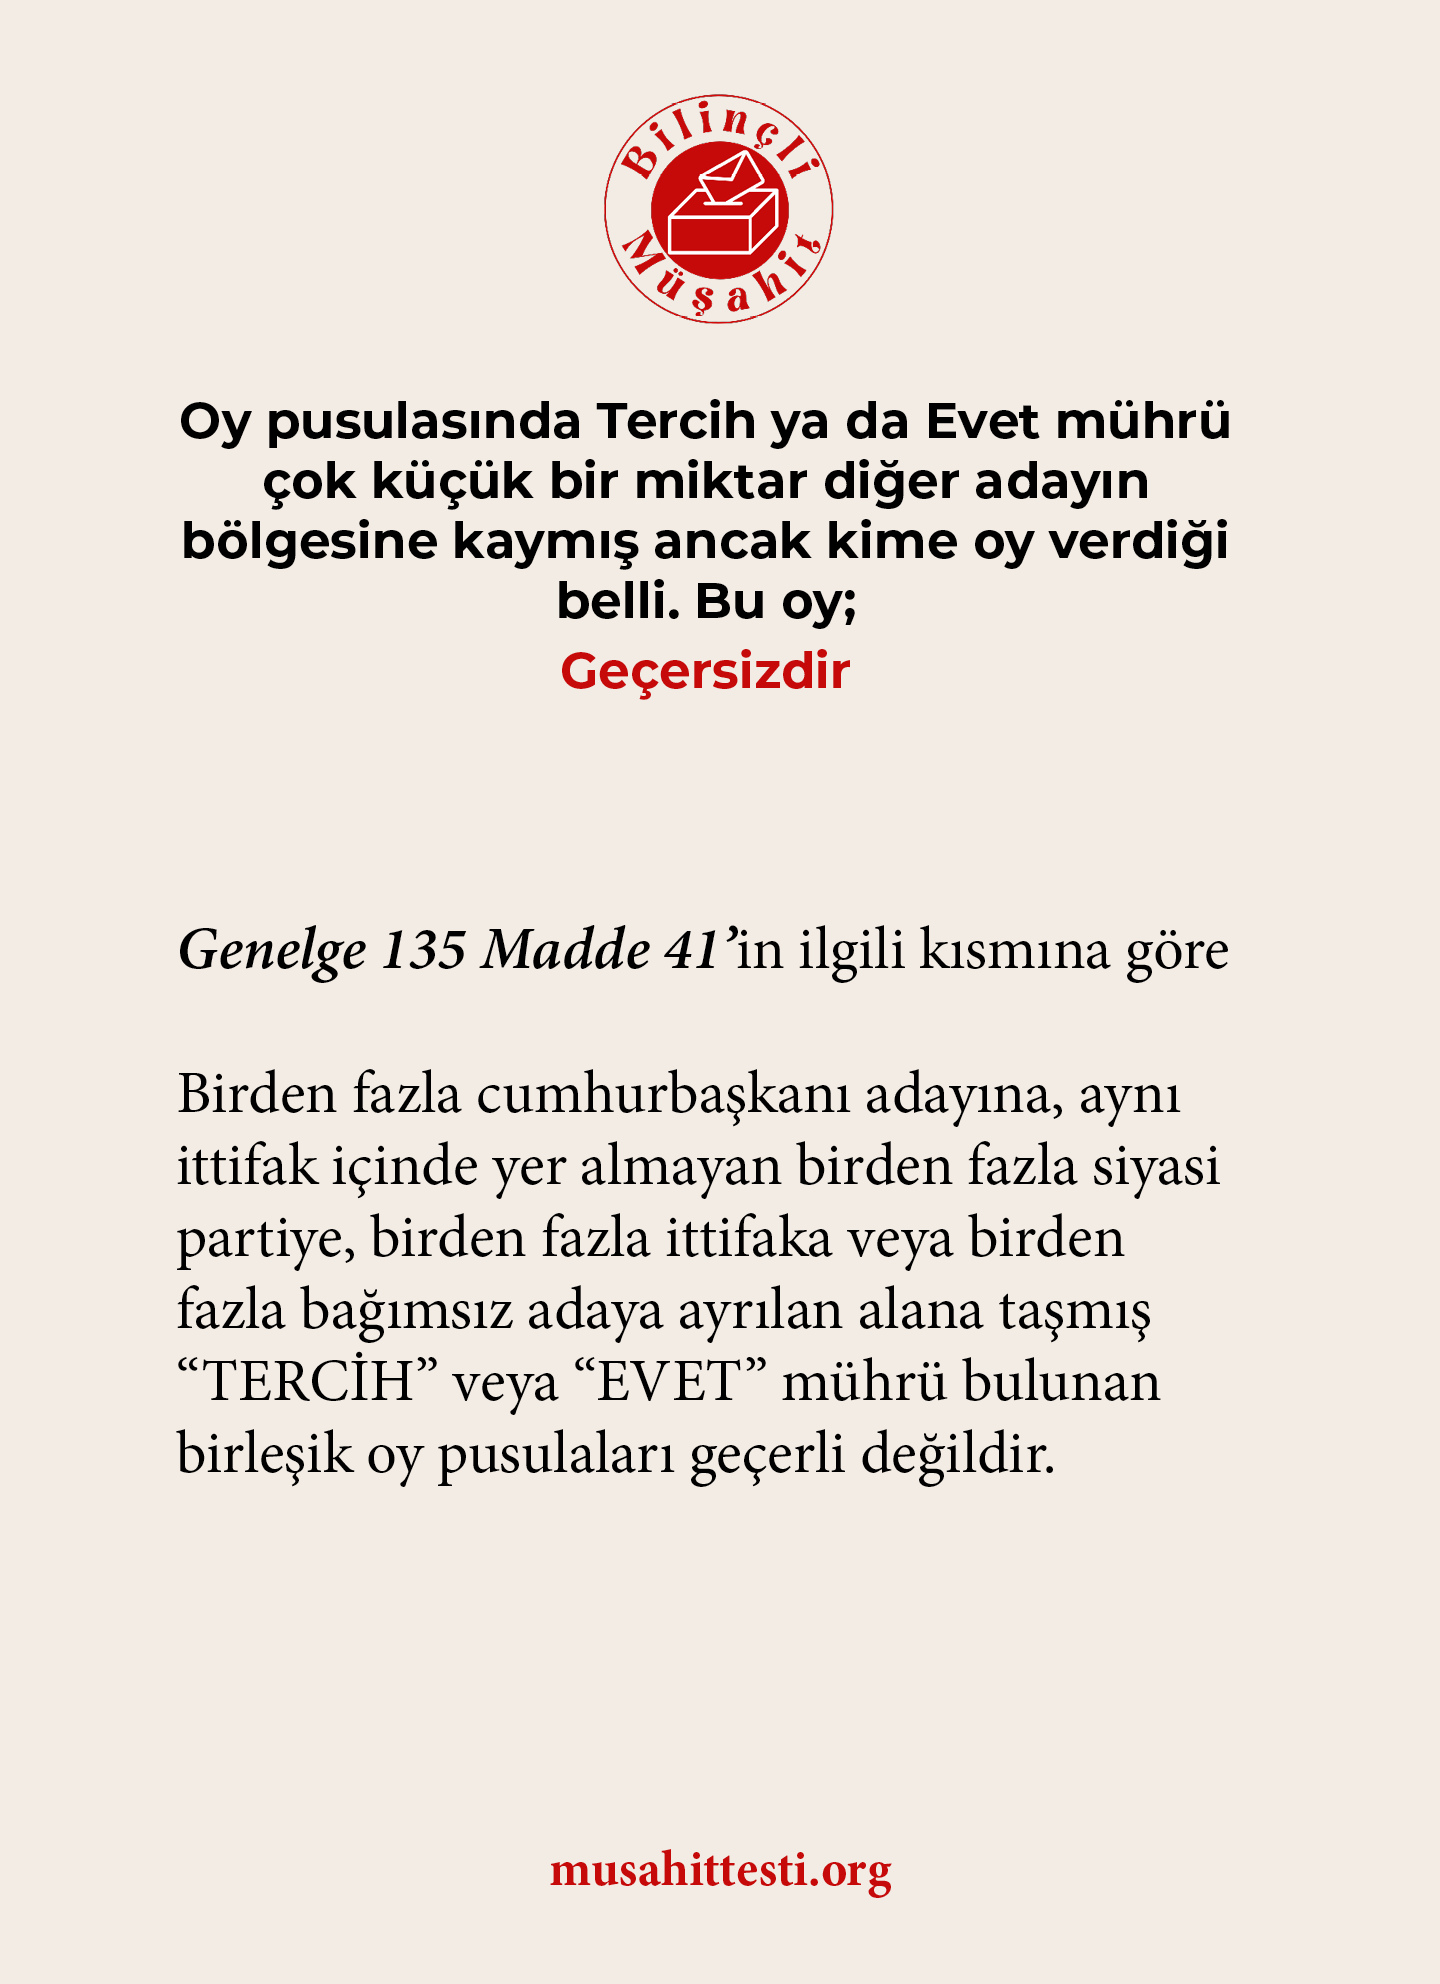 Bilinçli
Müşahit
Oy pusulasında Tercih ya da Evet mührü
çok küçük bir miktar diğer adayın
bölgesine kaymış ancak kime oy verdiği
belli. Bu oy;
Geçersizdir
Genelge 135 Madde 41’in ilgili kısmına göre
Birden fazla cumhurbaşkanı adayına, aynı
ittifak içinde yer almayan birden fazla siyasi
partiye, birden fazla ittifaka veya birden
fazla bağımsız adaya ayrılan alana taşmış
“TERCİH” veya “EVET” mührü bulunan
birleşik oy pusulaları geçerli değildir.
musahittesti.org